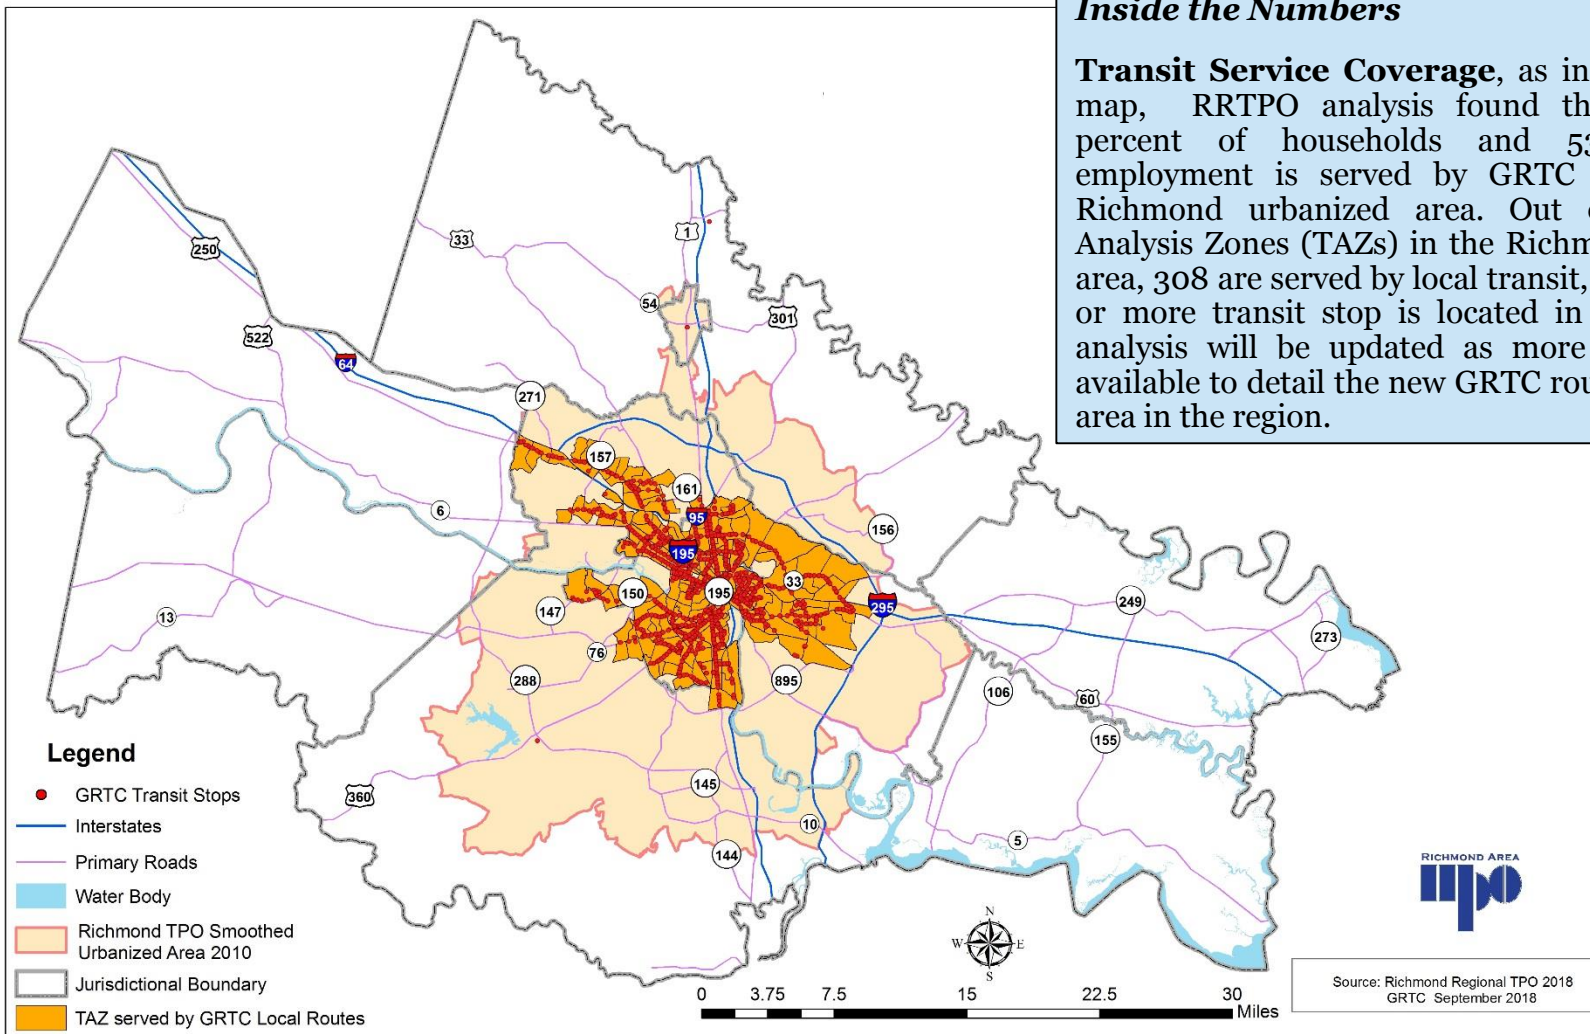 Inside the Numbers
Transit Service Coverage, as in
map, RRTPO analysis found th
percent of households and 53
employment is served by GRTC
Richmond urbanized area. Out
Analysis Zones (TAZs) in the Richm
area, 308 are served by local transit,
or more transit stop is located in
analysis will be updated as more
available to detail the new GRTC rou
area in the region.
33
1
250
54
301
522
64
271
157
161
6
95
156
195
33
195
150
147
295
249
13
273
76
288
895
106
60
155
360
145
10
5
144
Legend
GRTC Transit Stops
Interstates
Primary Roads
Water Body
Richmond TPO Smoothed
Urbanized Area 2010
Jurisdictional Boundary
TAZ served by GRTC Local Routes
N
W E
S
0 3.75 7.5 15 22.5 30
Miles
RICHMOND AREA
tpo
Source: Richmond Regional TPO 2018
GRTC September 2018